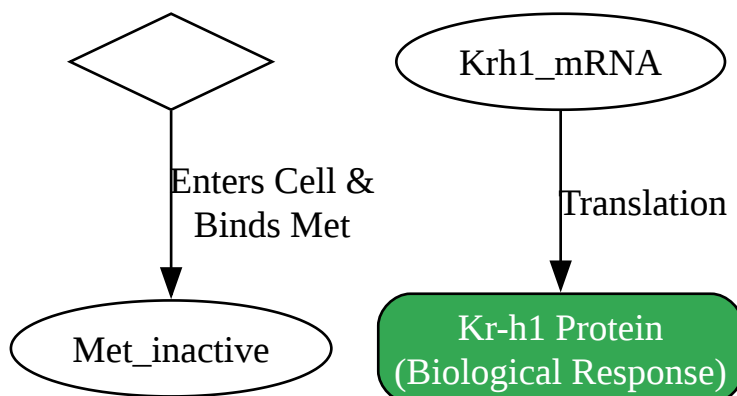 Krh1_mRNA
Enters Cell &
Binds Met
Translation
Met_inactive
Kr-h1 Protein
(Biological Response)